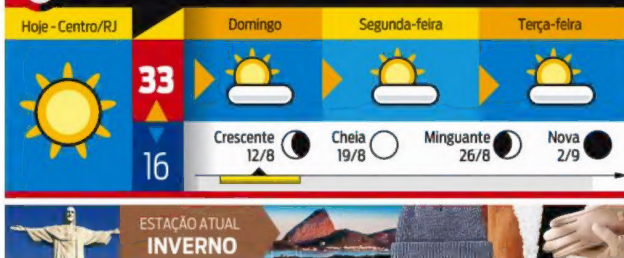 Hoje - Centro/RJ
33
16
Domingo
Segunda-feira
Terça-feira
Crescente
12/8
Cheia
19/8
Minguante
26/8
Nova
2/9
ESTAÇÃO ATUAL
INVERNO